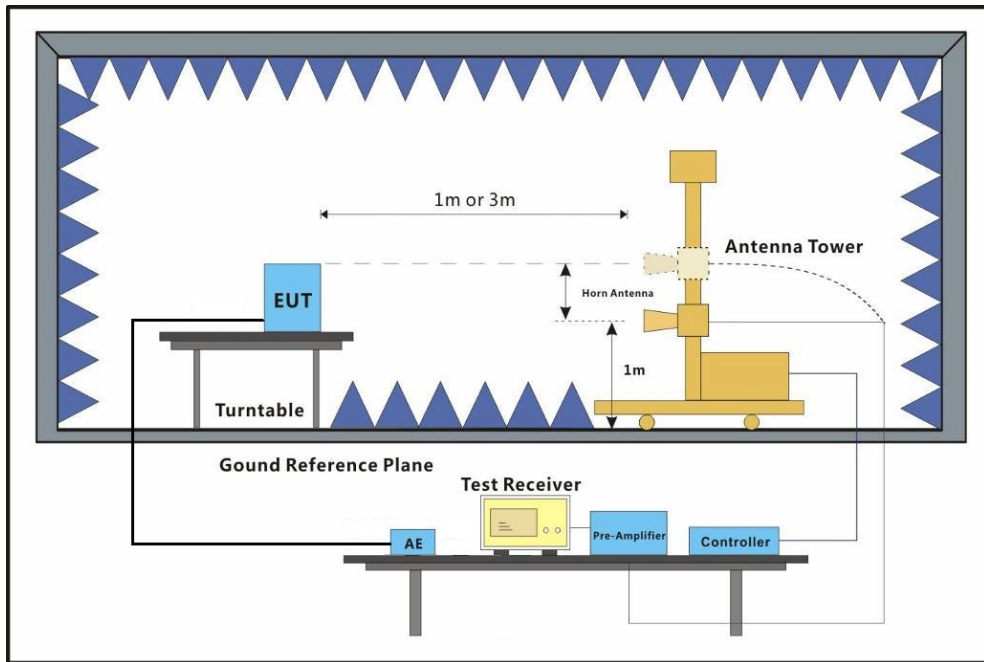 1m or 3m
Antenna Tower
EUT
Horn Antenna
1m
Turntable
Gound Reference Plane
Test Receiver
AE
Pre-Amplifier
Controller